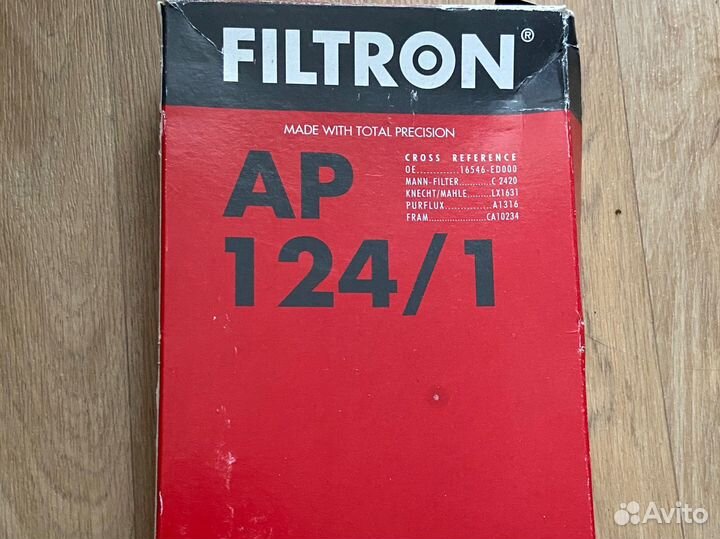 FILTRON®
MADE WITH TOTAL PRECISION
AP
124/1
CROSS REFERENCE
OE.............16546-ED000
MANN-FILTER...........C 2420
KNECHT/MAHLE.........LX1631
PURFLUX................A1316
FRAM.......................CA10234
Avito